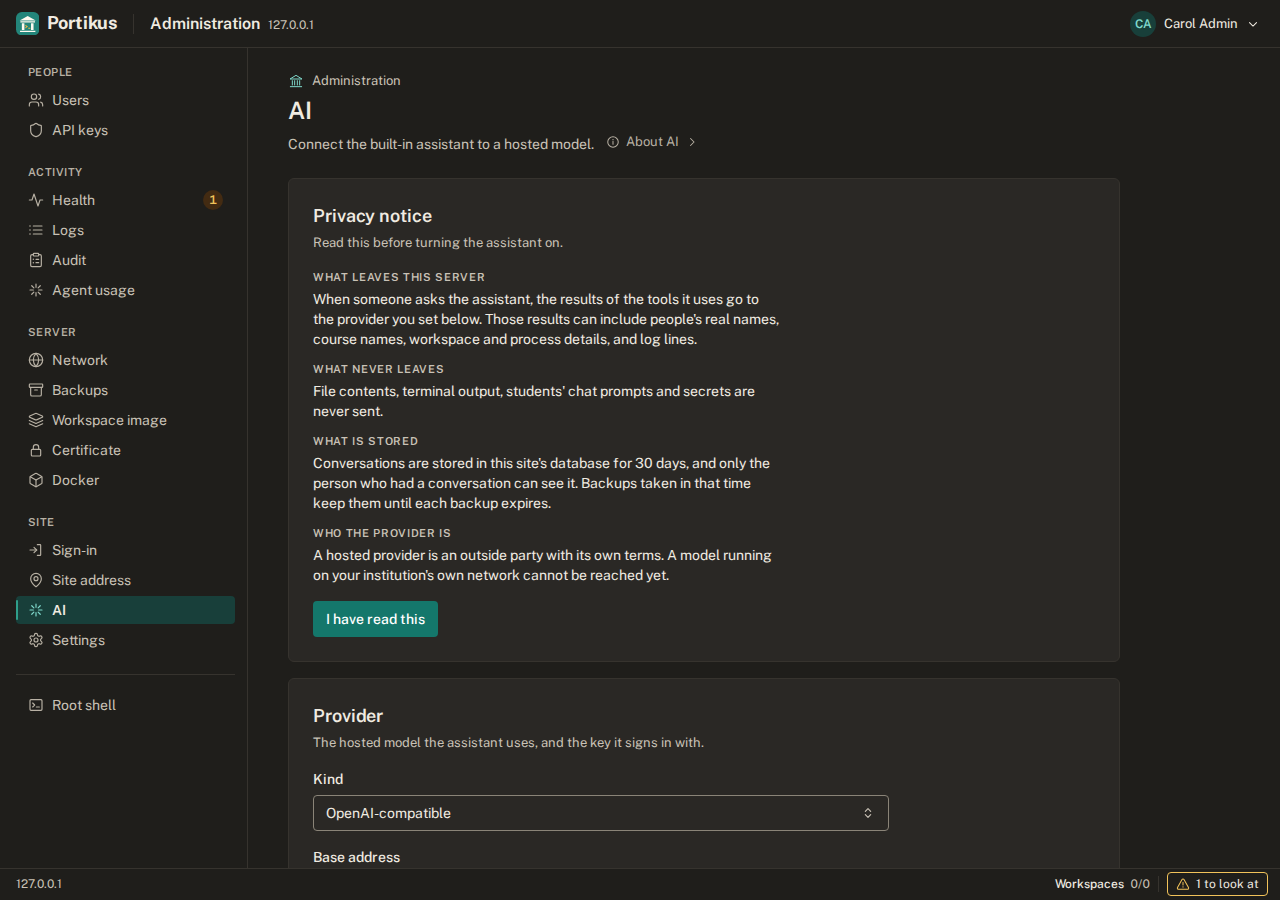 Portikus
Administration 127.0.0.1
CA Carol Admin
PEOPLE
Users
API keys
ACTIVITY
Health 1
Logs
Audit
Agent usage
SERVER
Network
Backups
Workspace image
Certificate
Docker
SITE
Sign-in
Site address
AI
Settings
Root shell
Administration
AI
Connect the built-in assistant to a hosted model. About AI
Privacy notice
Read this before turning the assistant on.
WHAT LEAVES THIS SERVER
When someone asks the assistant, the results of the tools it uses go to
the provider you set below. Those results can include people's real names,
course names, workspace and process details, and log lines.
WHAT NEVER LEAVES
File contents, terminal output, students' chat prompts and secrets are
never sent.
WHAT IS STORED
Conversations are stored in this site's database for 30 days, and only the
person who had a conversation can see it. Backups taken in that time
keep them until each backup expires.
WHO THE PROVIDER IS
A hosted provider is an outside party with its own terms. A model running
on your institution's own network cannot be reached yet.
I have read this
Provider
The hosted model the assistant uses, and the key it signs in with.
Kind
OpenAI-compatible
Base address
127.0.0.1
Workspaces 0/0
1 to look at